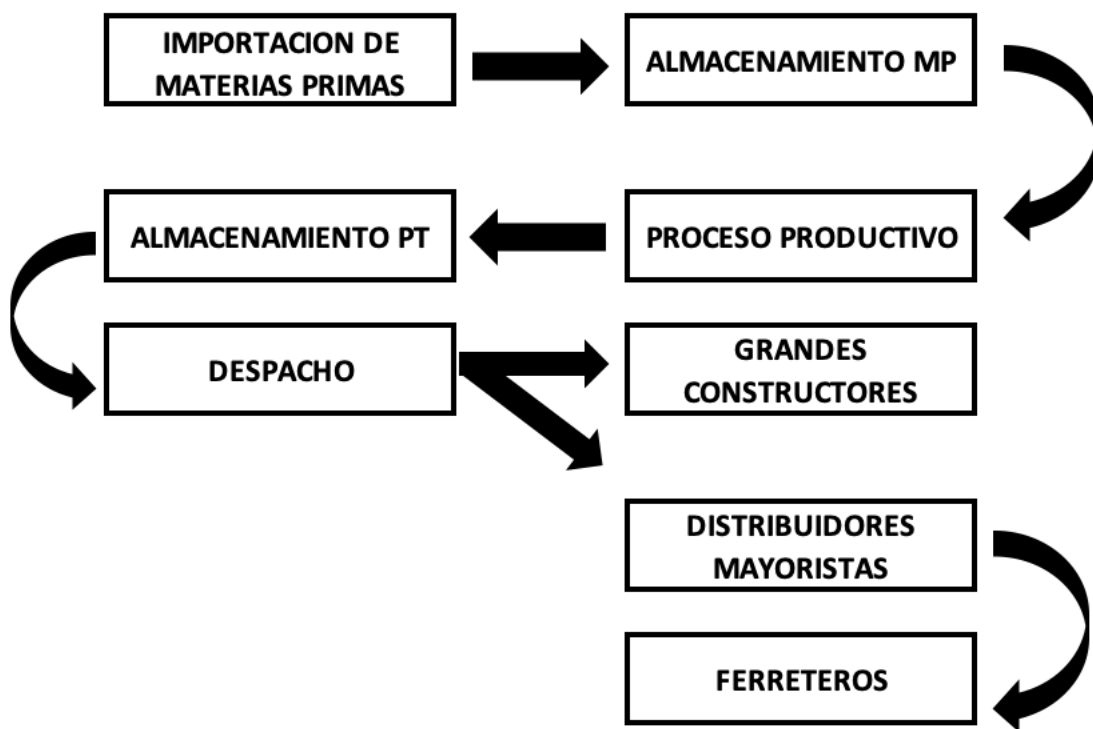 IMPORTACION DE
MATERIAS PRIMAS
ALMACENAMIENTO MP
ALMACENAMIENTO PT
PROCESO PRODUCTIVO
DESPACHO
GRANDES
CONSTRUCTORES
DISTRIBUIDORES
MAYORISTAS
FERRETEROS